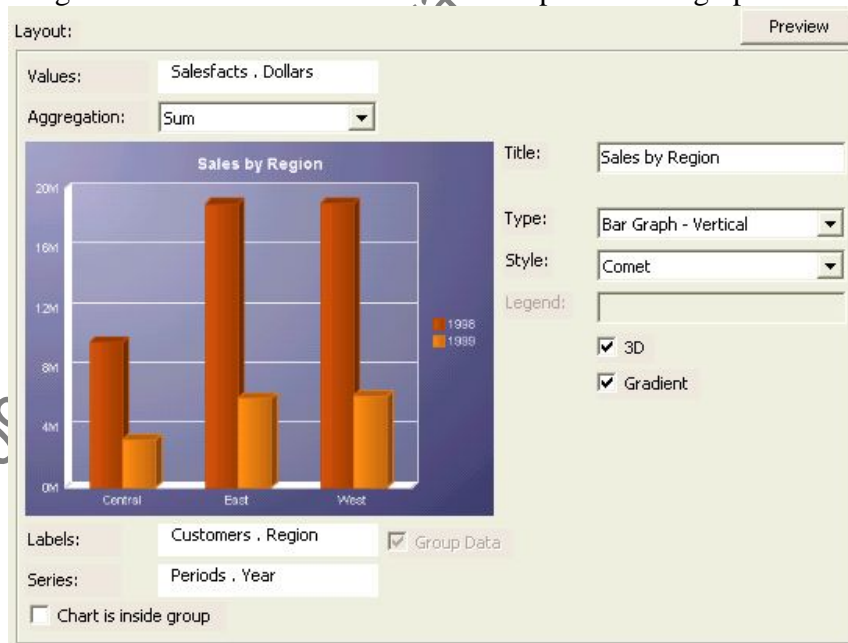 Layout:
Preview
Values:
Salesfacts . Dollars
Aggregation:
Sum
Title:
Sales by Region
Type:
Bar Graph - Vertical
Style:
Comet
Legend:
3D
Gradient
Sales by Region
20M
16M
12M
8M
4M
0M
Central
East
West
1998
1999
Labels:
Customers . Region
Group Data
Series:
Periods . Year
Chart is inside group